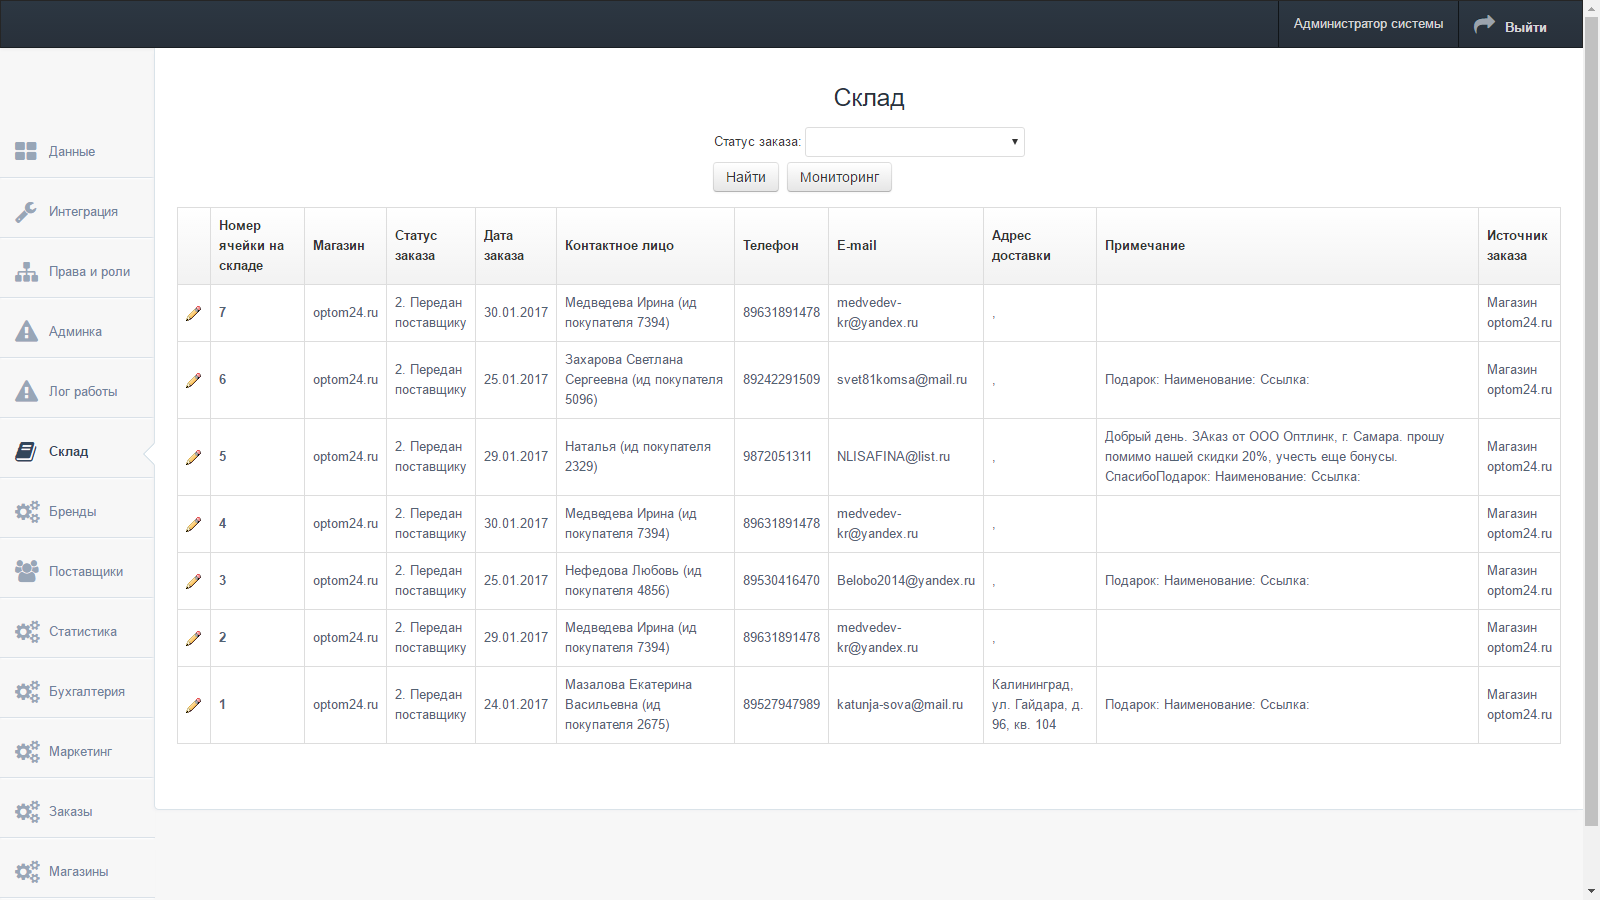 Администратор системы
Выйти
Данные
Интеграция
Права и роли
Админка
Лог работы
Склад
Бренды
Поставщики
Статистика
Бухгалтерия
Маркетинг
Заказы
Магазины
Склад
Статус заказа:
Найти
Мониторинг
Номер
ячейки на
складе
Магазин
Статус
заказа
Дата
заказа
Контактное лицо
Телефон
E-mail
Адрес
доставки
Примечание
Источник
заказа
7
optom24.ru
2. Передан
поставщику
30.01.2017
Медведева Ирина (ид
покупателя 7394)
89631891478
medvedev-
kr@yandex.ru
,
Магазин
optom24.ru
6
optom24.ru
2. Передан
поставщику
25.01.2017
Захарова Светлана
Сергеевна (ид покупателя
5096)
89242291509
svet81komsa@mail.ru
,
Подарок: Наименование: Ссылка:
Магазин
optom24.ru
5
optom24.ru
2. Передан
поставщику
29.01.2017
Наталья (ид покупателя
2329)
9872051311
NLISAFINA@list.ru
,
Добрый день. ЗАказ от ООО Оптлинк, г. Самара. прошу
помимо нашей скидки 20%, учесть еще бонусы.
СпасибоПодарок: Наименование: Ссылка:
Магазин
optom24.ru
4
optom24.ru
2. Передан
поставщику
30.01.2017
Медведева Ирина (ид
покупателя 7394)
89631891478
medvedev-
kr@yandex.ru
,
Магазин
optom24.ru
3
optom24.ru
2. Передан
поставщику
25.01.2017
Нефедова Любовь (ид
покупателя 4856)
89530416470
Belobo2014@yandex.ru
,
Подарок: Наименование: Ссылка:
Магазин
optom24.ru
2
optom24.ru
2. Передан
поставщику
29.01.2017
Медведева Ирина (ид
покупателя 7394)
89631891478
medvedev-
kr@yandex.ru
,
Магазин
optom24.ru
1
optom24.ru
2. Передан
поставщику
24.01.2017
Мазалова Екатерина
Васильевна (ид
покупателя 2675)
89527947989
katunja-sova@mail.ru
Калининград,
ул. Гайдара, д.
96, кв. 104
Подарок: Наименование: Ссылка:
Магазин
optom24.ru